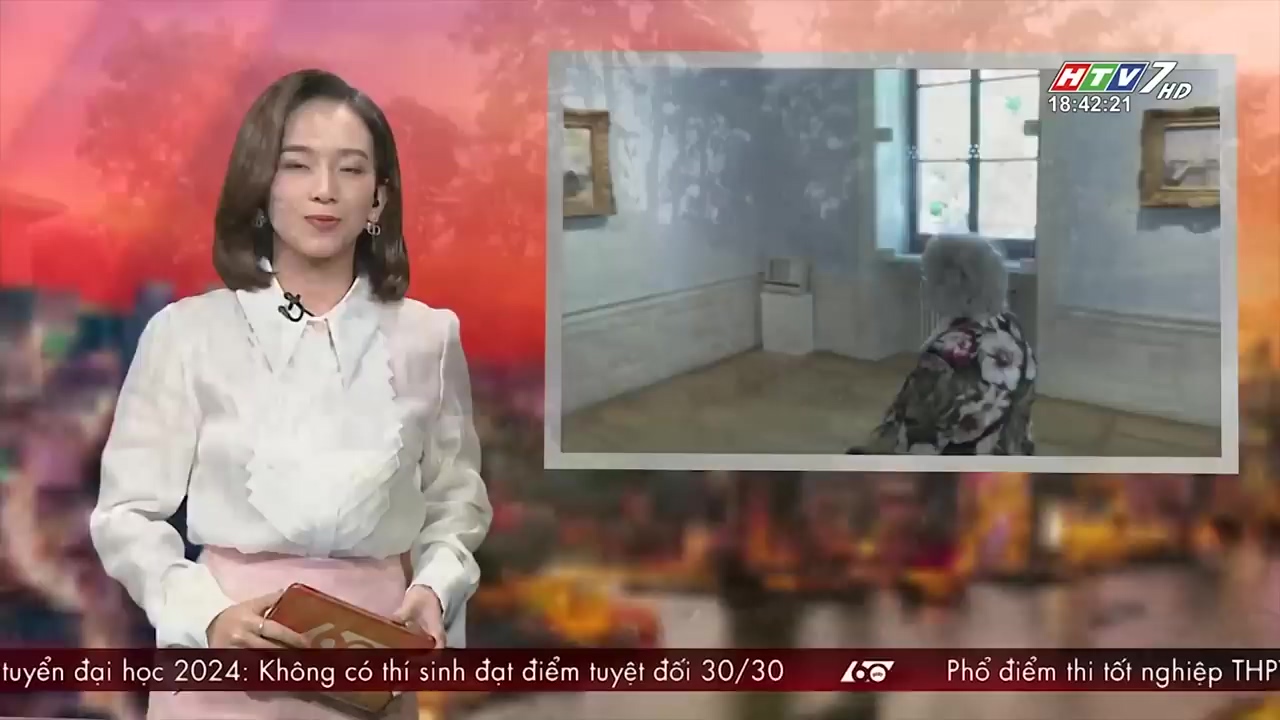 HTV7 HD
18:42:21
tuyển đại học 2024: Không có thí sinh đạt điểm tuyệt đối 30/30 60 Phổ điểm thi tốt nghiệp THPT